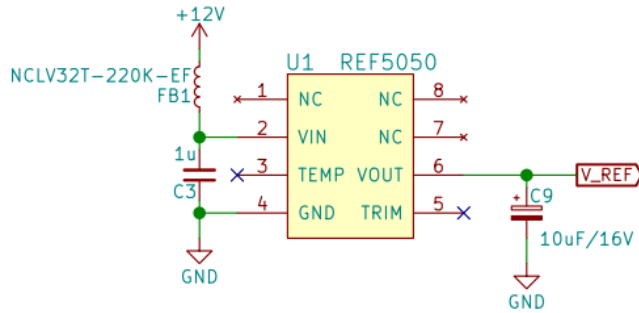 +12V
U1 REF5050
NCLV32T-220K-EF
FB1
1 NC NC 8
2 VIN NC 7
1u
3 TEMP VOUT 6
V_REF
C3
C9
4 GND TRIM 5
+
10uF/16V
GND
GND